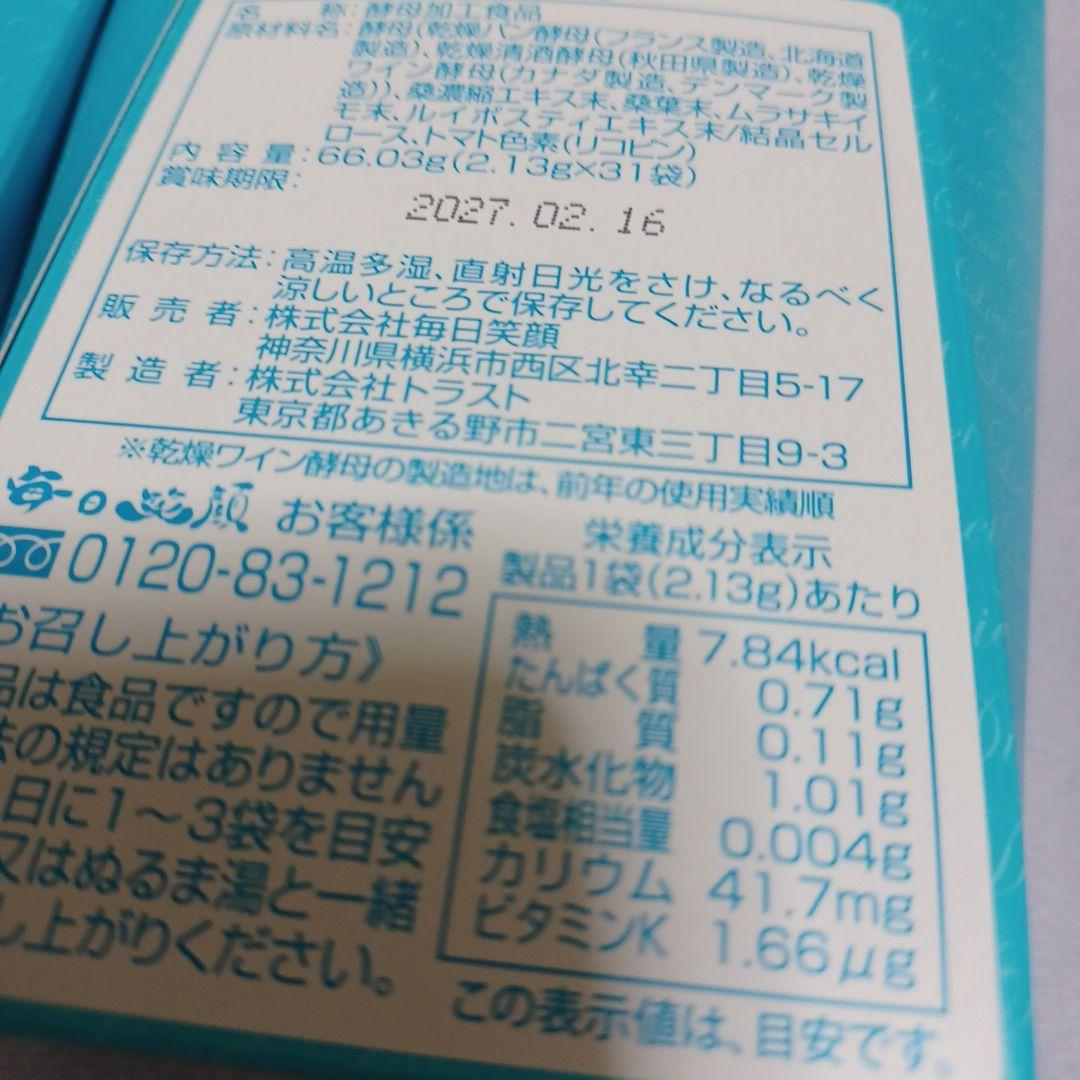 名称:酵母加工食品
原材料名:酵母(乾燥パン酵母(フランス製造、北海道
製造)、乾燥清酒酵母(秋田県製造)、乾燥
ワイン酵母(カナダ製造、デンマーク製
造))、桑濃縮エキス末、桑葉末、ムラサキイ
モ末、ルイボスティエキス末/結晶セル
ロース、トマト色素(リコピン)
内容量:66.03g(2.13g×31袋)
賞味期限:
2027.02.16
保存方法:高温多湿、直射日光をさけ、なるべく
涼しいところで保存してください。
販売者:株式会社毎日笑顔
神奈川県横浜市西区北幸二丁目5-17
製造者:株式会社トラスト
東京都あきる野市二宮東三丁目9-3
※乾燥ワイン酵母の製造地は、前年の使用実績順
毎日笑顔 お客様係
0120-83-1212
お召し上がり方》
品は食品ですので用量
法の規定はありません
日に1～3袋を目安
又はぬるま湯と一緒
し上がりください。
栄養成分表示
製品1袋(2.13g)あたり
熱量 7.84kcal
たんぱく質 0.71g
脂質 0.11g
炭水化物 1.01g
食塩相当量 0.004g
カリウム 41.7mg
ビタミンK 1.66μg
この表示値は、目安です。